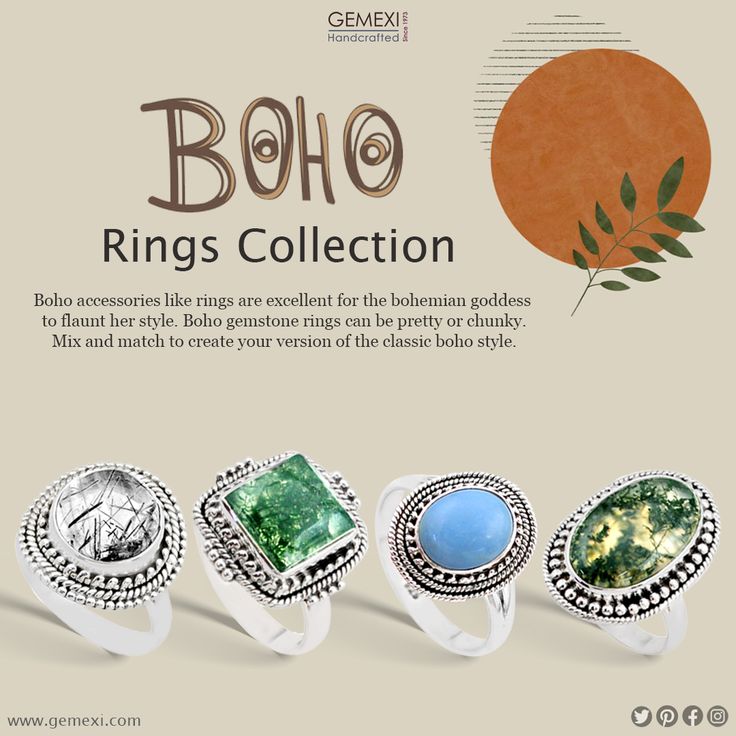 GEMEXI
Handcrafted
Since 1973
BOHO
Rings Collection
Boho accessories like rings are excellent for the bohemian goddess
to flaunt her style. Boho gemstone rings can be pretty or chunky.
Mix and match to create your version of the classic boho style.
www.gemexi.com